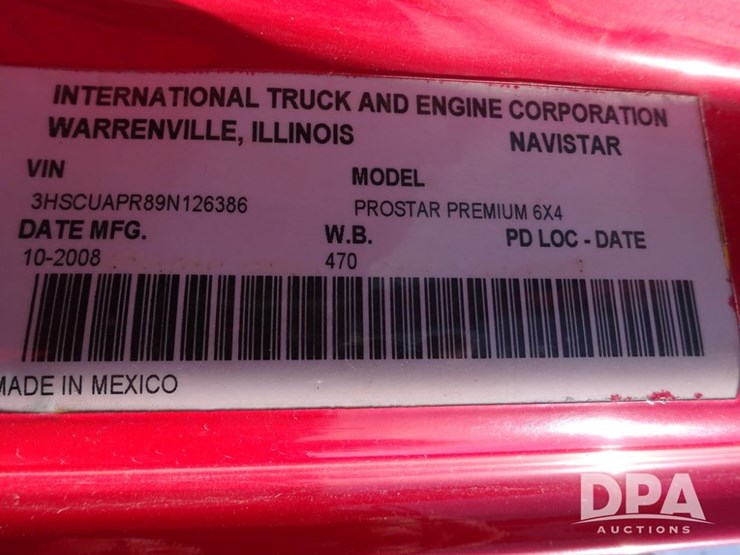 INTERNATIONAL TRUCK AND ENGINE CORPORATION
WARRENVILLE, ILLINOIS NAVISTAR
VIN MODEL
3HSCUAPR89N126386 PROSTAR PREMIUM 6X4
DATE MFG. W.B. PD LOC - DATE
10-2008 470
MADE IN MEXICO
DPA
AUCTIONS